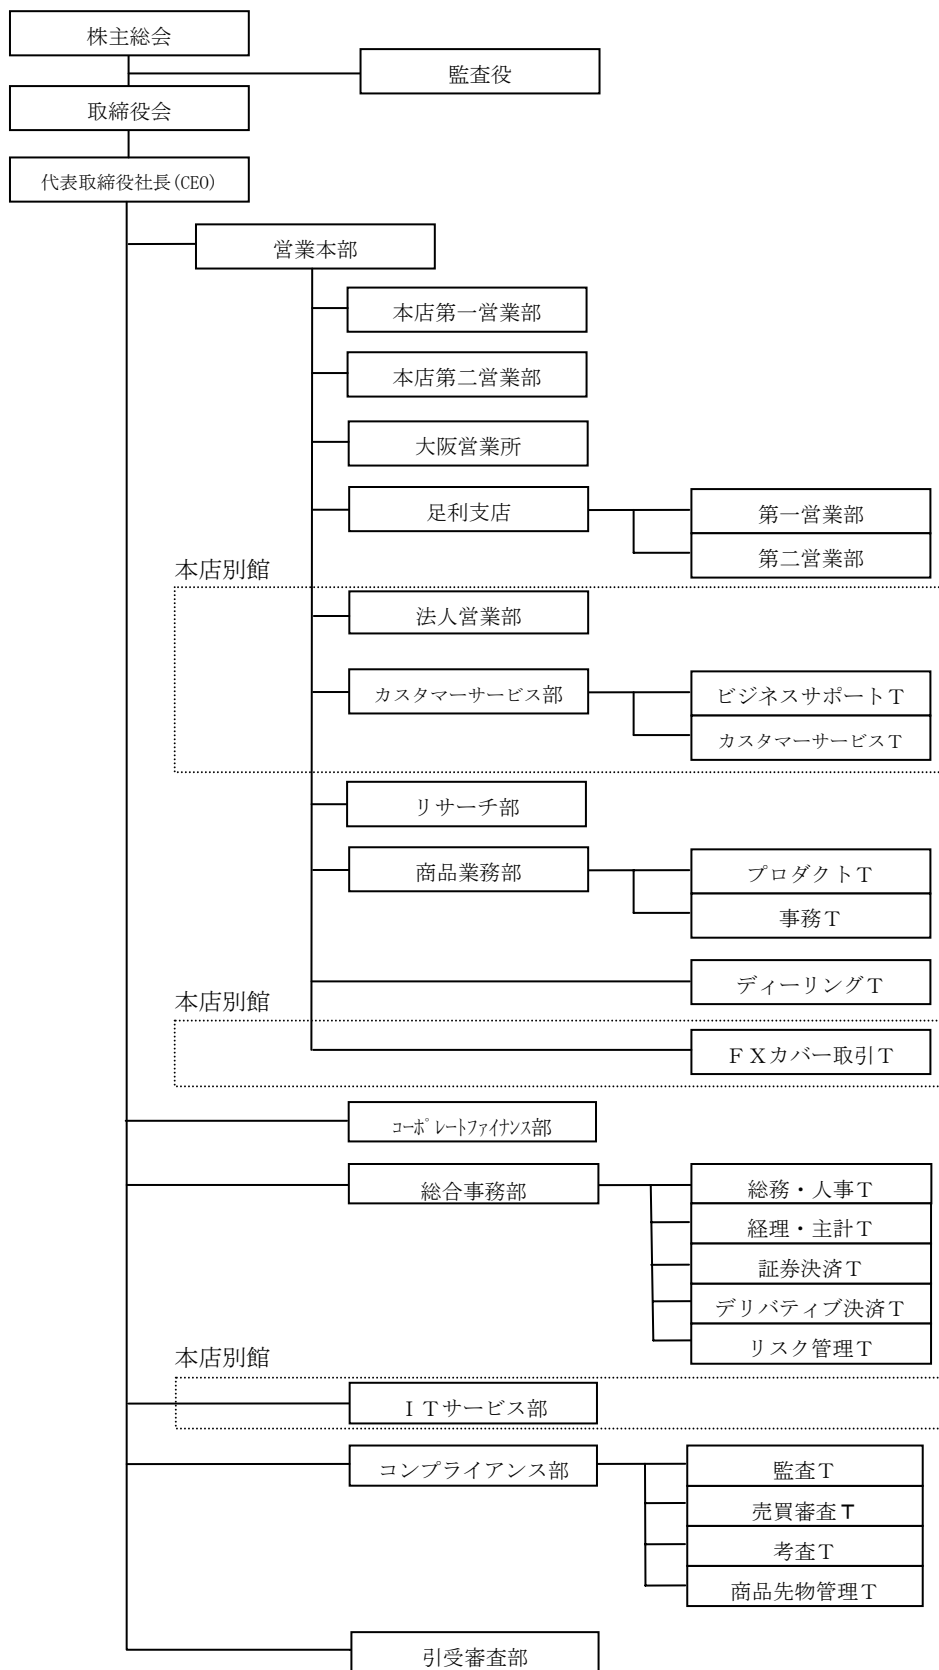 株主総会
監査役
取締役会
代表取締役社長(CEO)
営業本部
本店第一営業部
本店第二営業部
大阪営業所
足利支店
第一営業部
第二営業部
本店別館
法人営業部
カスタマーサービス部
ビジネスサポートT
カスタマーサービスT
リサーチ部
商品業務部
プロダクトT
事務T
ディーリングT
本店別館
ＦＸカバー取引T
コーポレートファイナンス部
総合事務部
総務・人事T
経理・主計T
証券決済T
デリバティブ決済T
リスク管理T
本店別館
ＩＴサービス部
コンプライアンス部
監査T
売買審査T
考査T
商品先物管理T
引受審査部